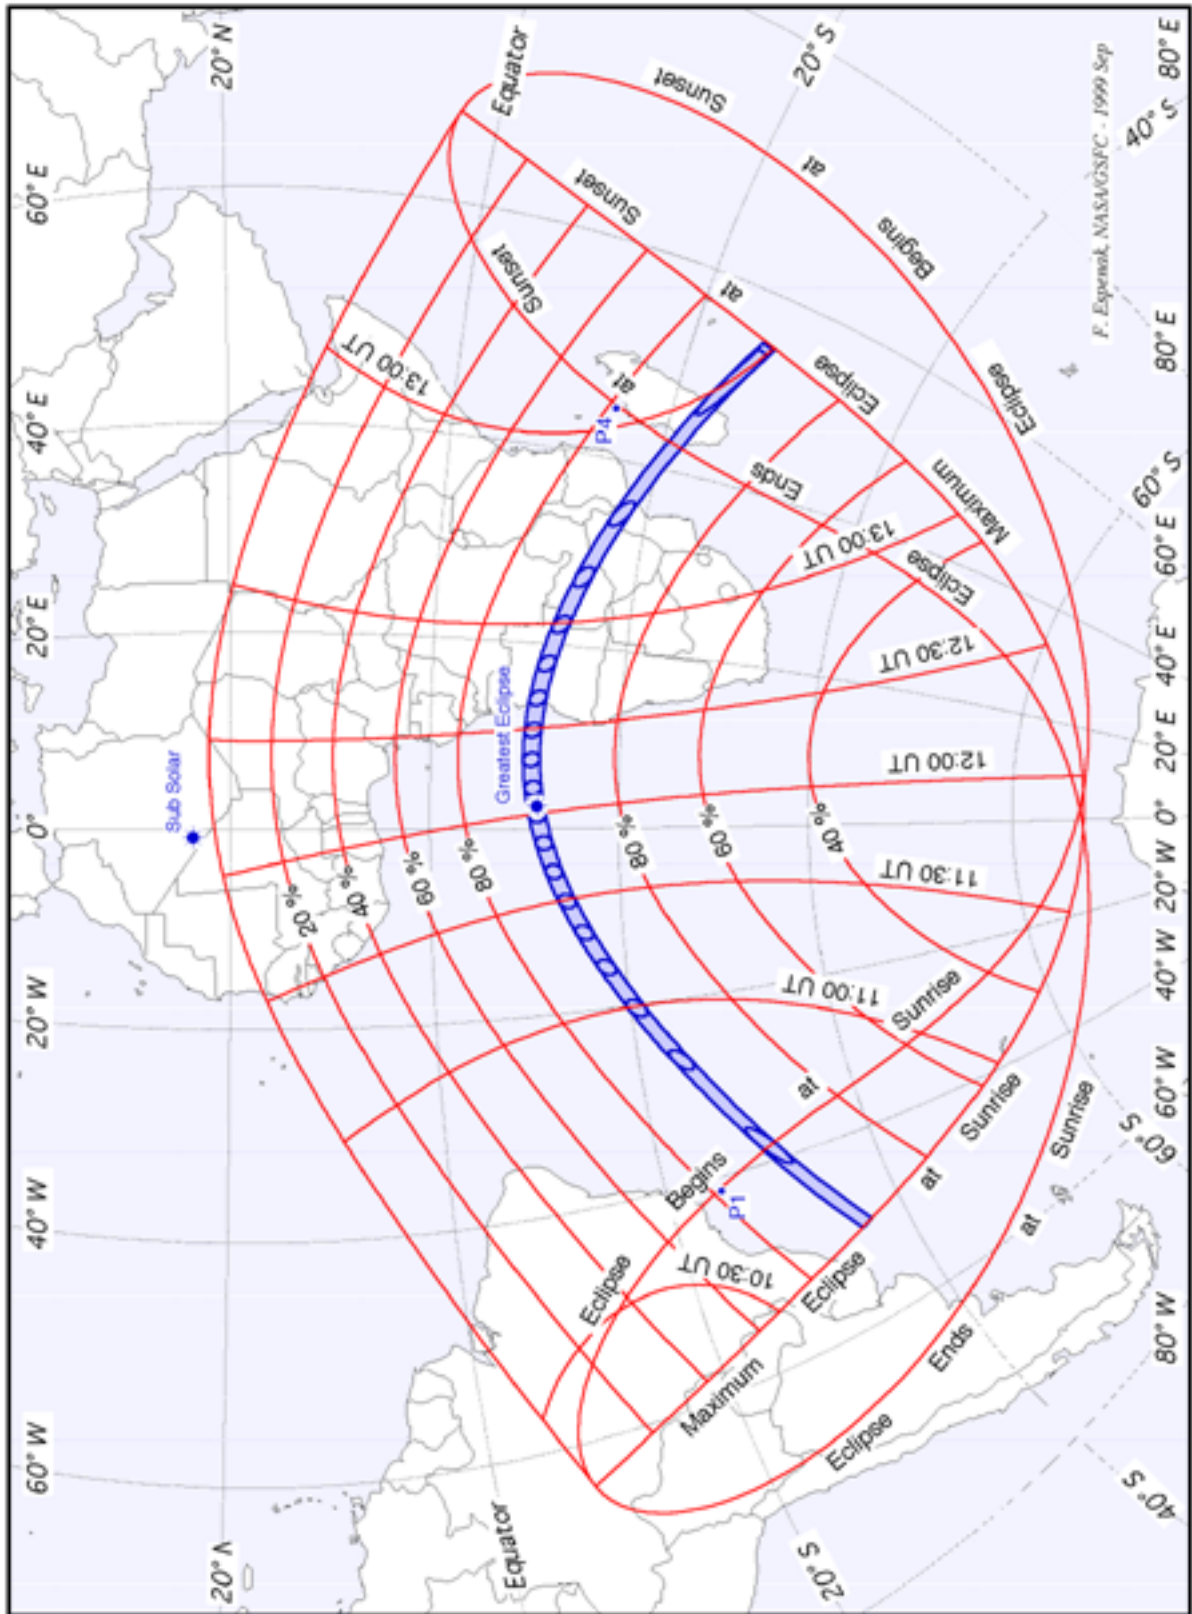 60° W
40° W
20° W
0°
20° E
40° E
60° E
20° N
20° N
Sub Solar
Equator
Equator
Greatest Eclipse
20 %
40 %
60 %
80 %
80 %
60 %
40 %
10:30 UT
11:00 UT
11:30 UT
12:00 UT
12:30 UT
13:00 UT
13:00 UT
P1
P4
Eclipse
Begins
at
Sunrise
Maximum
Eclipse
at
Sunrise
Eclipse
Ends
at
Sunrise
Eclipse
Ends
at
Sunset
Maximum
Eclipse
at
Sunset
Eclipse
Begins
at
Sunset
20° S
20° S
40° S
60° S
60° S
40° S
80° W
60° W
40° W
20° W
0°
20° E
40° E
60° E
80° E
80° E
F. Espenak, NASA/GSFC - 1999 Sep